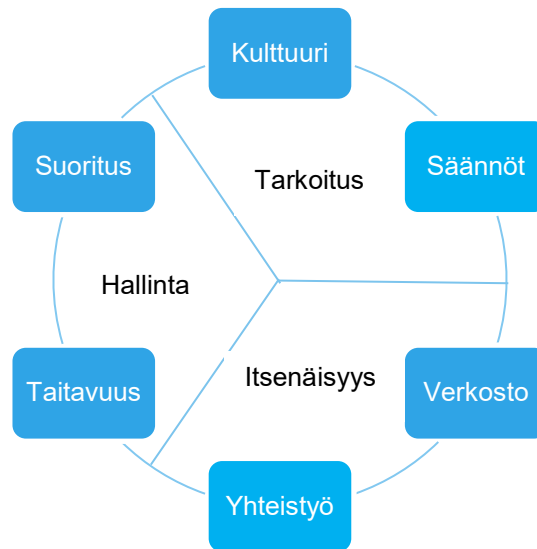 Kulttuuri
Suoritus
Säännöt
Tarkoitus
Hallinta
Itsenäisyys
Taitavuus
Verkosto
Yhteistyö